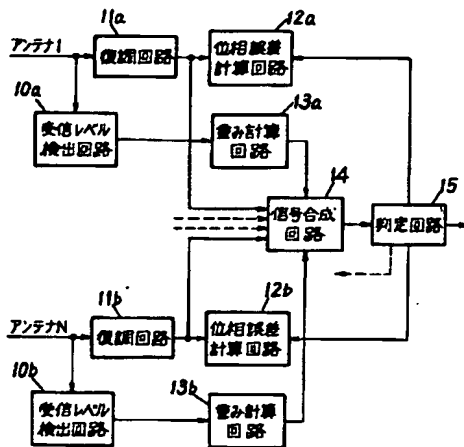 11a
12a
アンテナ1
復調回路
位相誤差
計算回路
10a
13a
受信レベル
検出回路
重み計算
回路
14
15
信号合成
回路
判定回路
11b
12b
アンテナN
復調回路
位相誤差
計算回路
10b
13b
受信レベル
検出回路
重み計算
回路